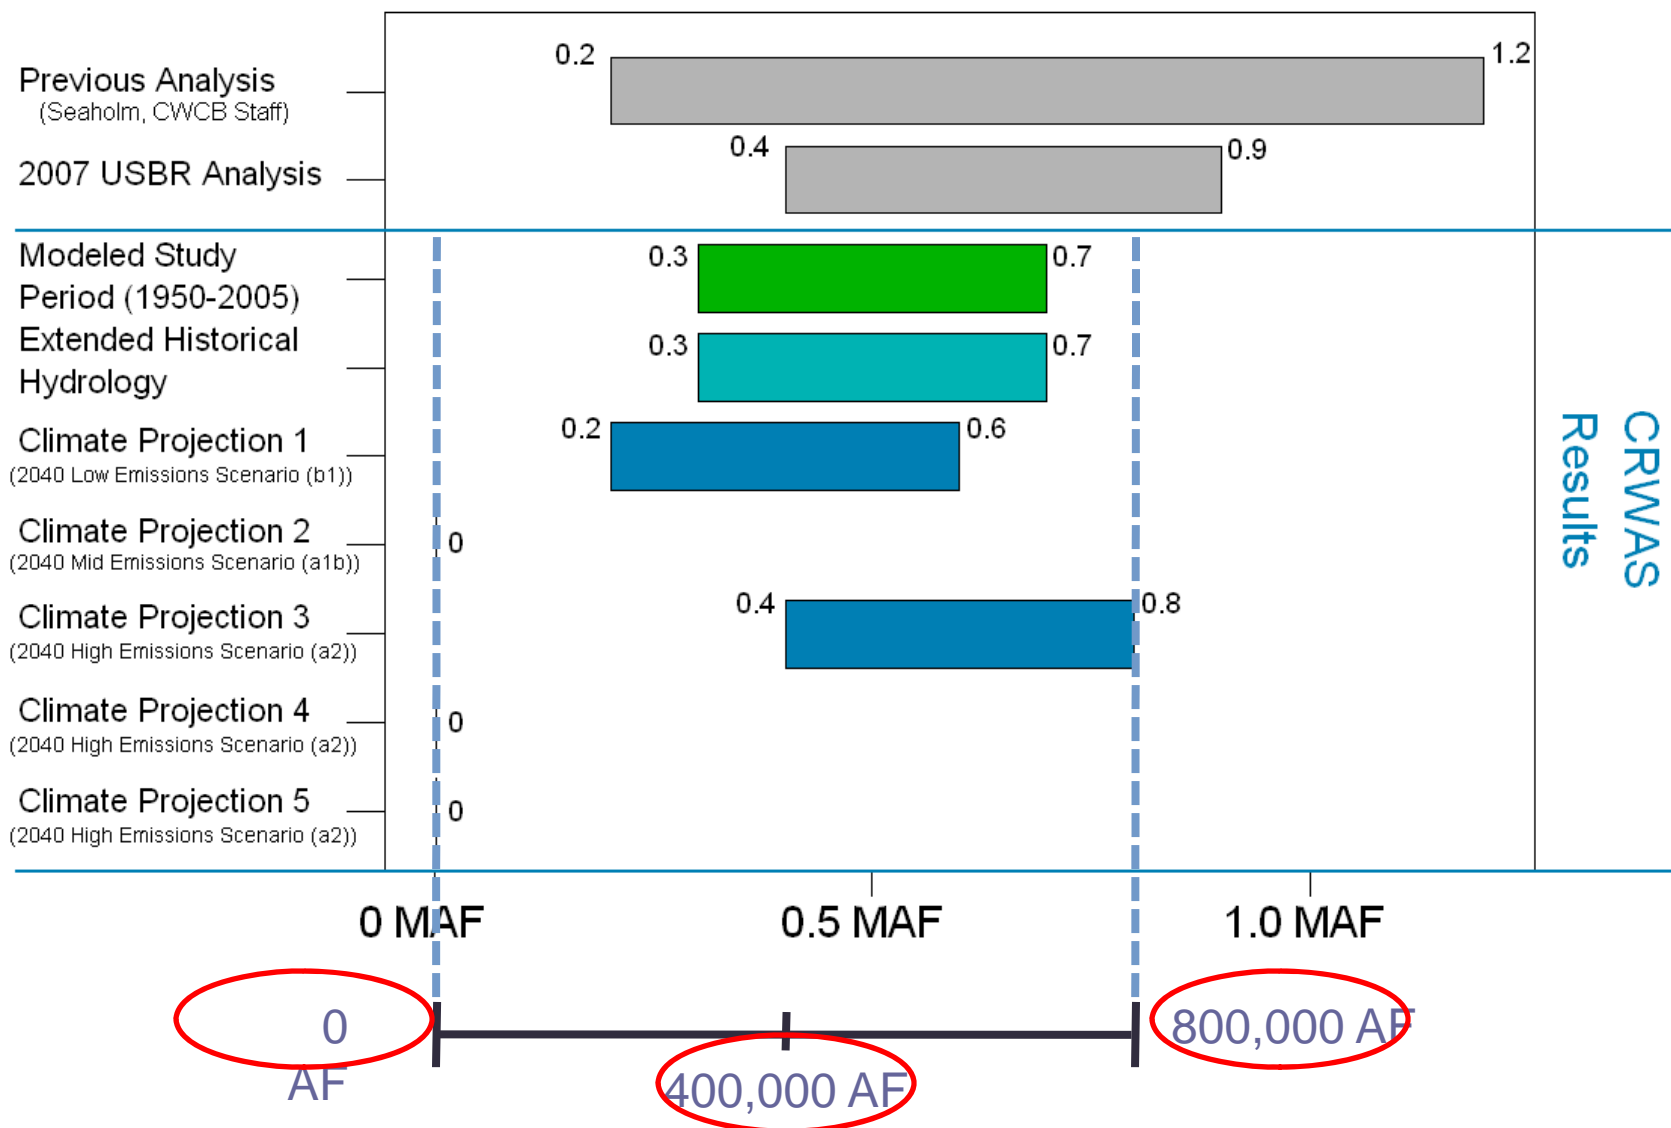 0.2
1.2
Previous Analysis
(Seaholm, CWCB Staff)
0.4
0.9
2007 USBR Analysis
Modeled Study
Period (1950-2005)
0.3
0.7
Extended Historical
Hydrology
0.3
0.7
Climate Projection 1
(2040 Low Emissions Scenario (b1))
0.2
0.6
Climate Projection 2
(2040 Mid Emissions Scenario (a1b))
0
Climate Projection 3
(2040 High Emissions Scenario (a2))
0.4
0.8
Climate Projection 4
(2040 High Emissions Scenario (a2))
0
Climate Projection 5
(2040 High Emissions Scenario (a2))
0
CRWAS
Results
0 MAF
0.5 MAF
1.0 MAF
0
AF
400,000 AF
800,000 AF